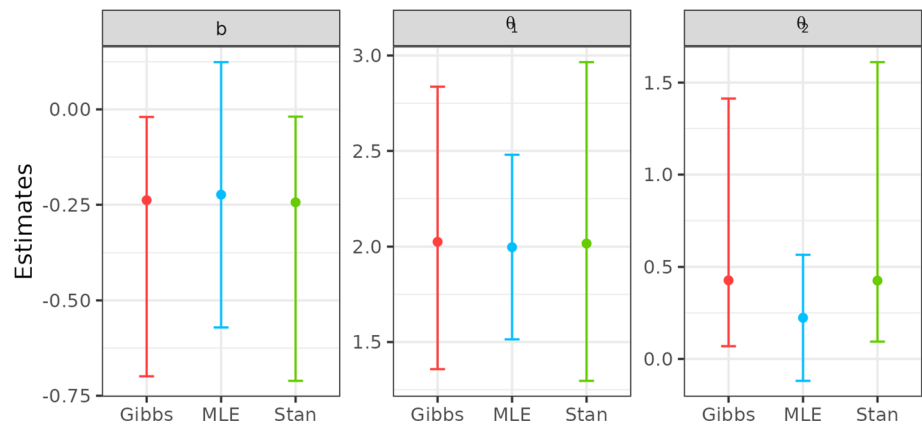 b
θ1
θ2
Estimates
0.00
-0.25
-0.50
-0.75
3.0
2.5
2.0
1.5
1.5
1.0
0.5
0.0
Gibbs MLE Stan
Gibbs MLE Stan
Gibbs MLE Stan